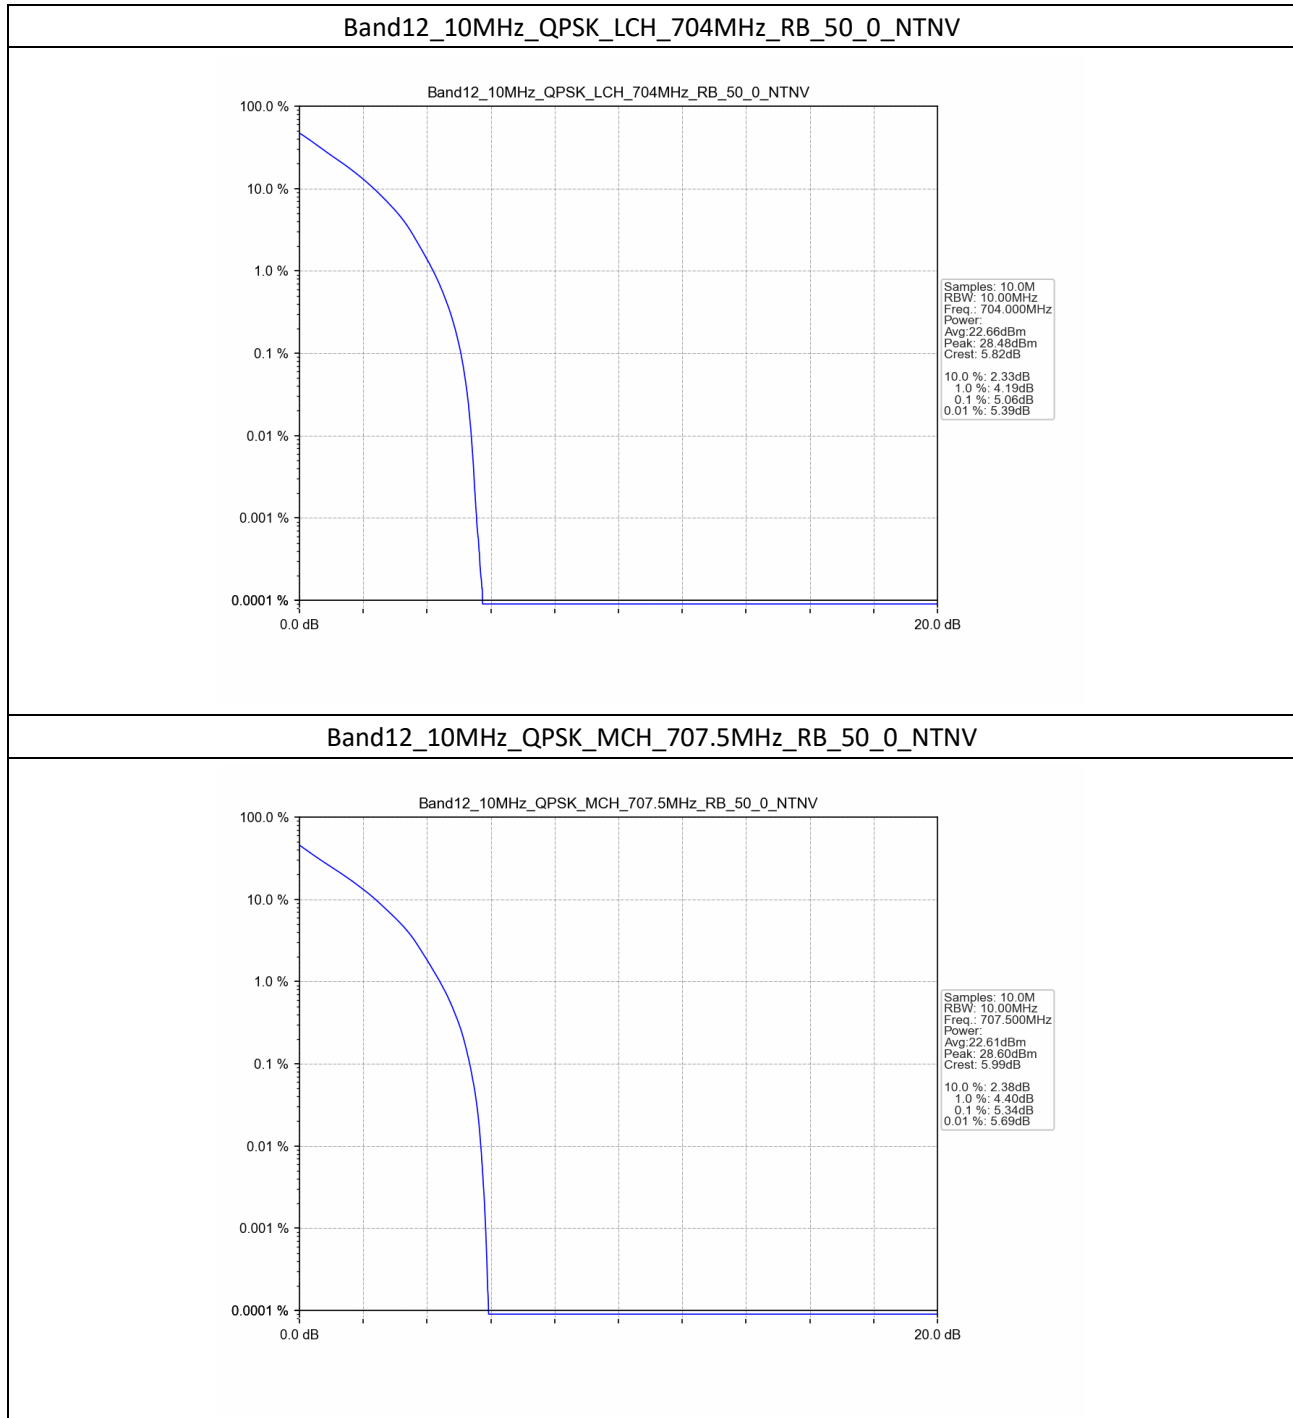 Band12_10MHz_QPSK_LCH_704MHz_RB_50_0_NTNV
Band12_10MHz_QPSK_LCH_704MHz_RB_50_0_NTNV
100.0 %
10.0 %
1.0 %
0.1 %
0.01 %
0.001 %
0.0001 %
0.0 dB
20.0 dB
Samples: 10.0M
RBW: 10.00MHz
Freq.: 704.000MHz
Power:
Avg:22.66dBm
Peak: 28.48dBm
Crest: 5.82dB
10.0 %: 2.33dB
1.0 %: 4.19dB
0.1 %: 5.06dB
0.01 %: 5.39dB
Band12_10MHz_QPSK_MCH_707.5MHz_RB_50_0_NTNV
Band12_10MHz_QPSK_MCH_707.5MHz_RB_50_0_NTNV
100.0 %
10.0 %
1.0 %
0.1 %
0.01 %
0.001 %
0.0001 %
0.0 dB
20.0 dB
Samples: 10.0M
RBW: 10.00MHz
Freq.: 707.500MHz
Power:
Avg:22.61dBm
Peak: 28.60dBm
Crest: 5.99dB
10.0 %: 2.38dB
1.0 %: 4.40dB
0.1 %: 5.34dB
0.01 %: 5.69dB